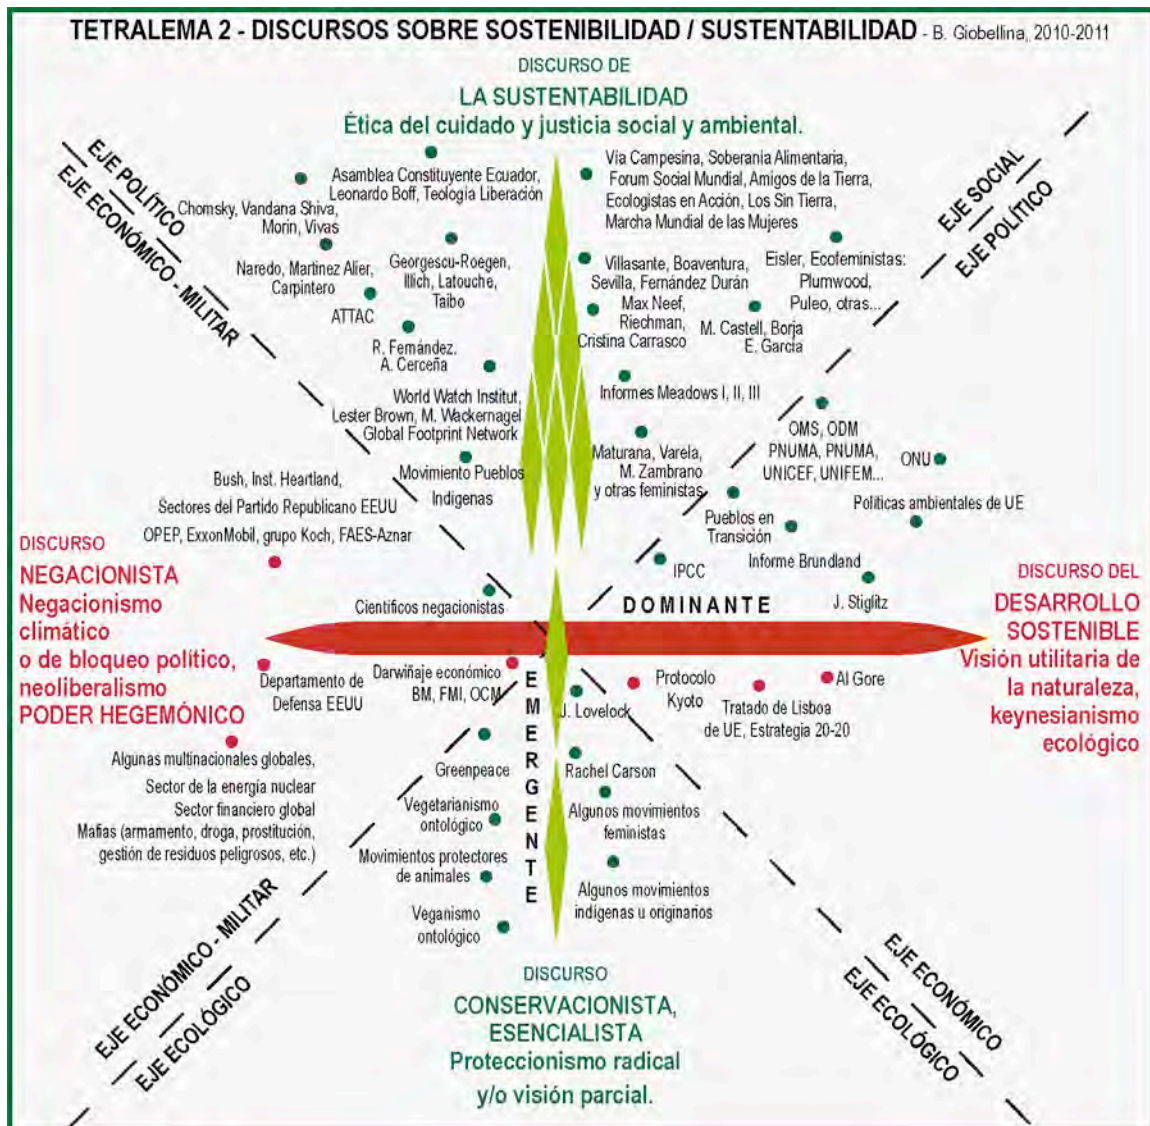 TETRALEMA 2 - DISCURSOS SOBRE SOSTENIBILIDAD / SUSTENTABILIDAD - B. Giobellina, 2010-2011
DISCURSO DE
LA SUSTENTABILIDAD
Ètica del cuidado y justicia social y ambiental.
EJE POLÍTICO
EJE ECONÓMICO - MILITAR
EJE SOCIAL
EJE POLÍTICO
Asamblea Constituyente Ecuador,
Leonardo Boff, Teología Liberación
Chomsky, Vandana Shiva,
Morin, Vivas
Naredo, Martinez Alier,
Carpintero
Georgescu-Roegen,
Illich, Latouche,
Taibo
ATTAC
R. Fernández.
A. Cerceña
World Watch Institut,
Lester Brown, M. Wackernagel
Global Footprint Network
Movimiento Pueblos
Indígenas
Vía Campesina, Soberanía Alimentaria,
Forum Social Mundial, Amigos de la Tierra,
Ecologistas en Acción, Los Sin Tierra,
Marcha Mundial de las Mujeres
Villasante, Boaventura,
Sevilla, Fernández Durán
Max Neef,
Riechman,
Cristina Carrasco
Eisler, Ecofeministas:
Plumwood,
Puleo, otras...
M. Castell, Borja
E. García
Informes Meadows I, II, III
OMS, ODM
PNUMA, PNUMA,
UNICEF, UNIFEM...
ONU
Maturana, Varela,
M. Zambrano
y otras feministas
Pueblos en
Transición
Políticas ambientales de UE
Informe Brundland
IPCC
J. Stiglitz
Bush, Inst. Heartland,
Sectores del Partido Republicano EEUU
OPEP, ExxonMobil, grupo Koch, FAES-Aznar
Científicos negacionistas
DISCURSO
NEGACIONISTA
Negacionismo
climático
o de bloqueo político,
neoliberalismo
PODER HEGEMÓNICO
DOMINANTE
DISCURSO DEL
DESARROLLO
SOSTENIBLE
Visión utilitaria de
la naturaleza,
keynesianismo
ecológico
Departamento de
Defensa EEUU
Darwiñaje económico
BM, FMI, OCM
EMERGENTE
J. Lovelock
Protocolo
Kyoto
Tratado de Lisboa
de UE, Estrategia 20-20
Al Gore
Algunas multinacionales globales,
Sector de la energía nuclear
Sector financiero global
Mafias (armamento, droga, prostitución,
gestión de residuos peligrosos, etc.)
Greenpeace
Rachel Carson
Vegetarianismo
ontológico
Algunos movimientos
feministas
Movimientos protectores
de animales
Algunos movimientos
indígenas u originarios
Veganismo
ontológico
EJE ECONÓMICO - MILITAR
EJE ECOLÓGICO
EJE ECONÓMICO
EJE ECOLÓGICO
DISCURSO
CONSERVACIONISTA,
ESENCIALISTA
Proteccionismo radical
y/o visión parcial.